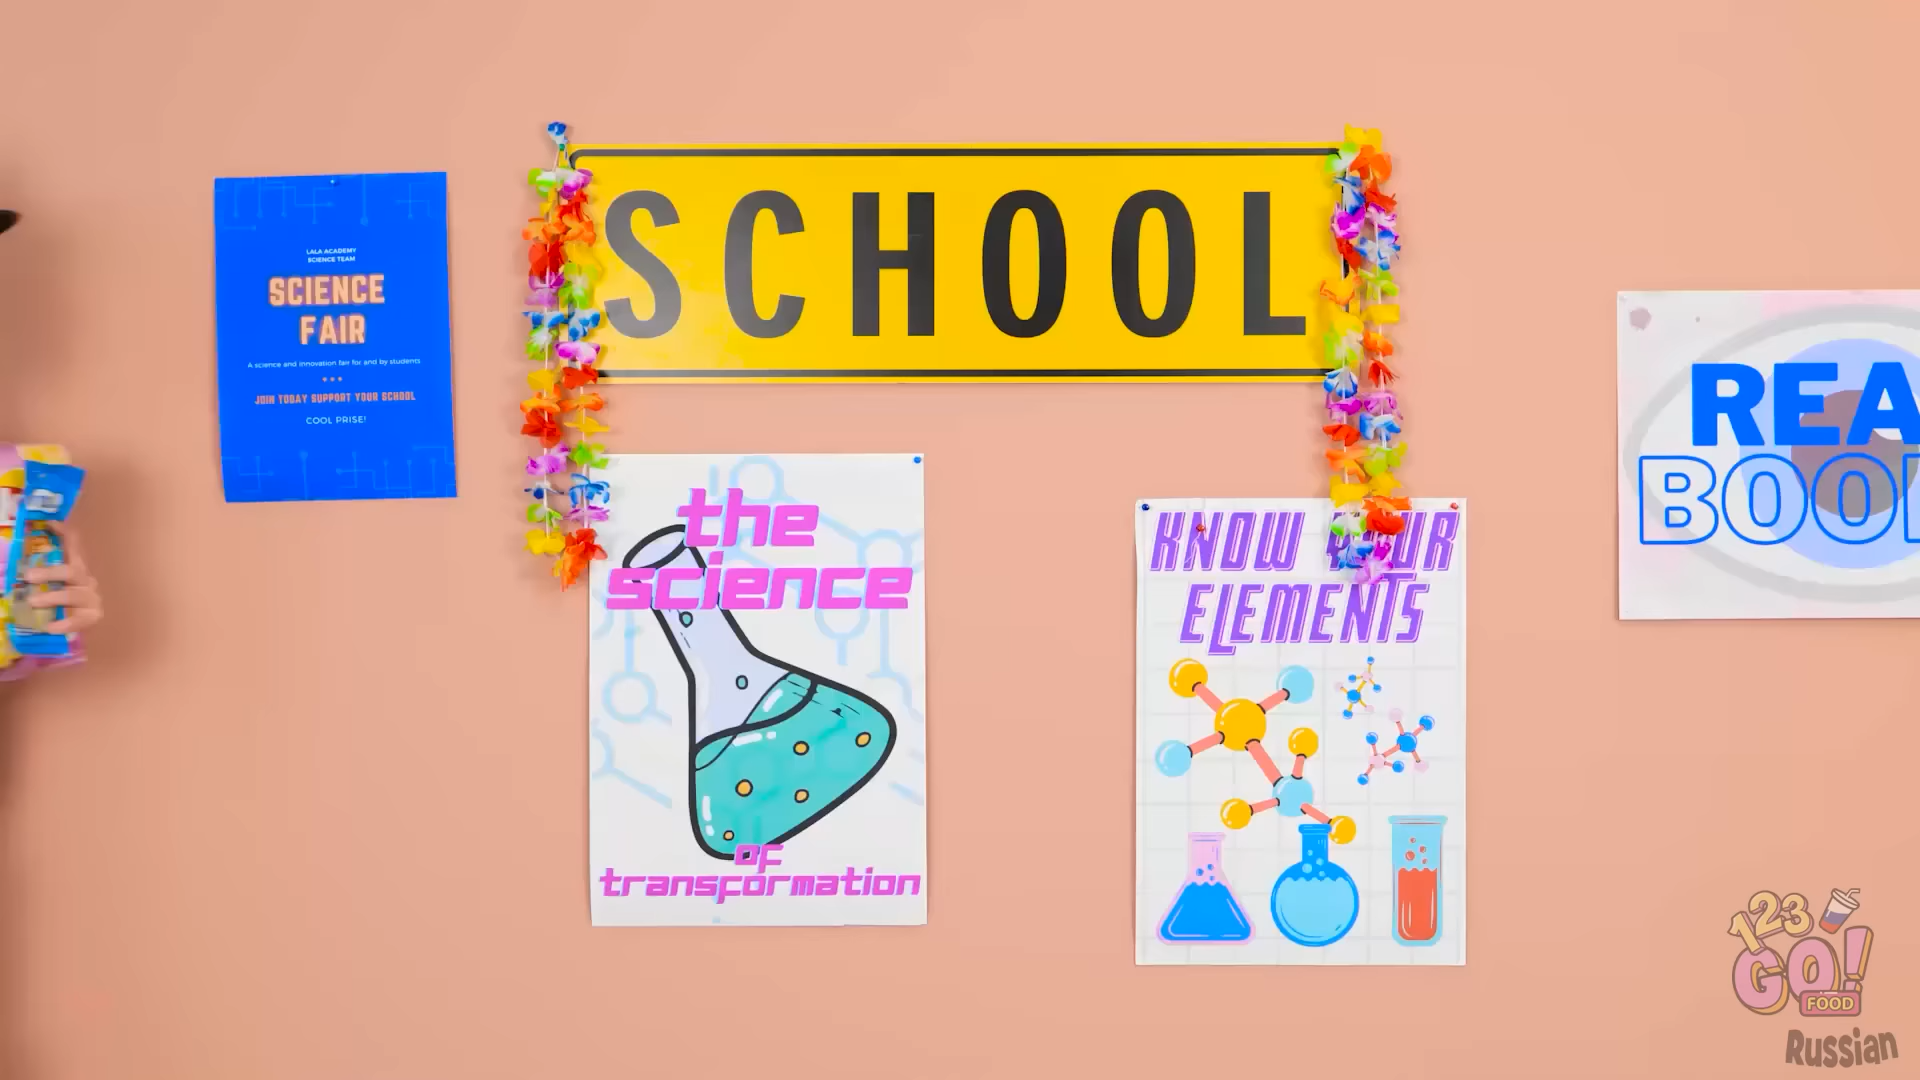 LALA ACADEMY
SCIENCE TEAM
SCIENCE
FAIR
A science and innovation fair for and by students
JOIN TODAY SUPPORT YOUR SCHOOL
COOL PRISE!
SCHOOL
the
science
of
transformation
KNOW YOUR
ELEMENTS
REA
BOO
123
GO!
FOOD
Russian